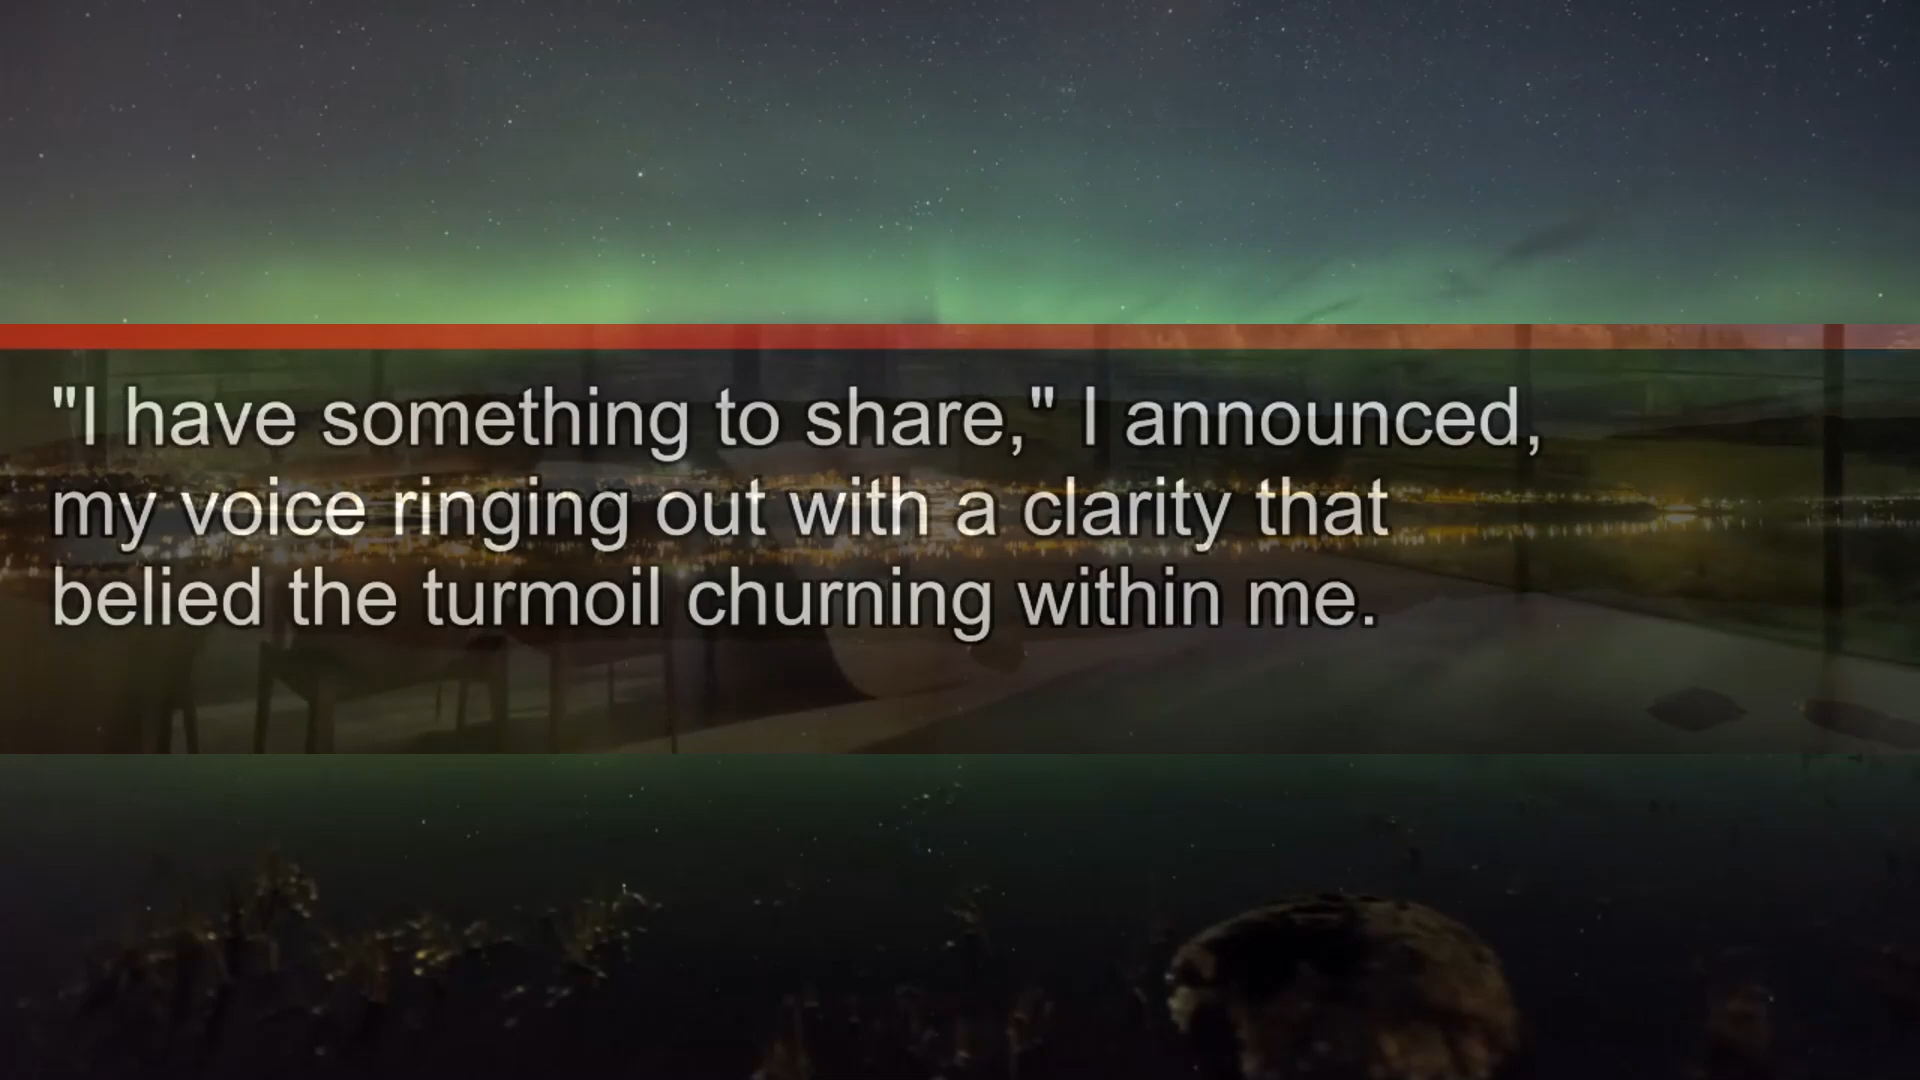 "I have something to share," I announced,
my voice ringing out with a clarity that
belied the turmoil churning within me.